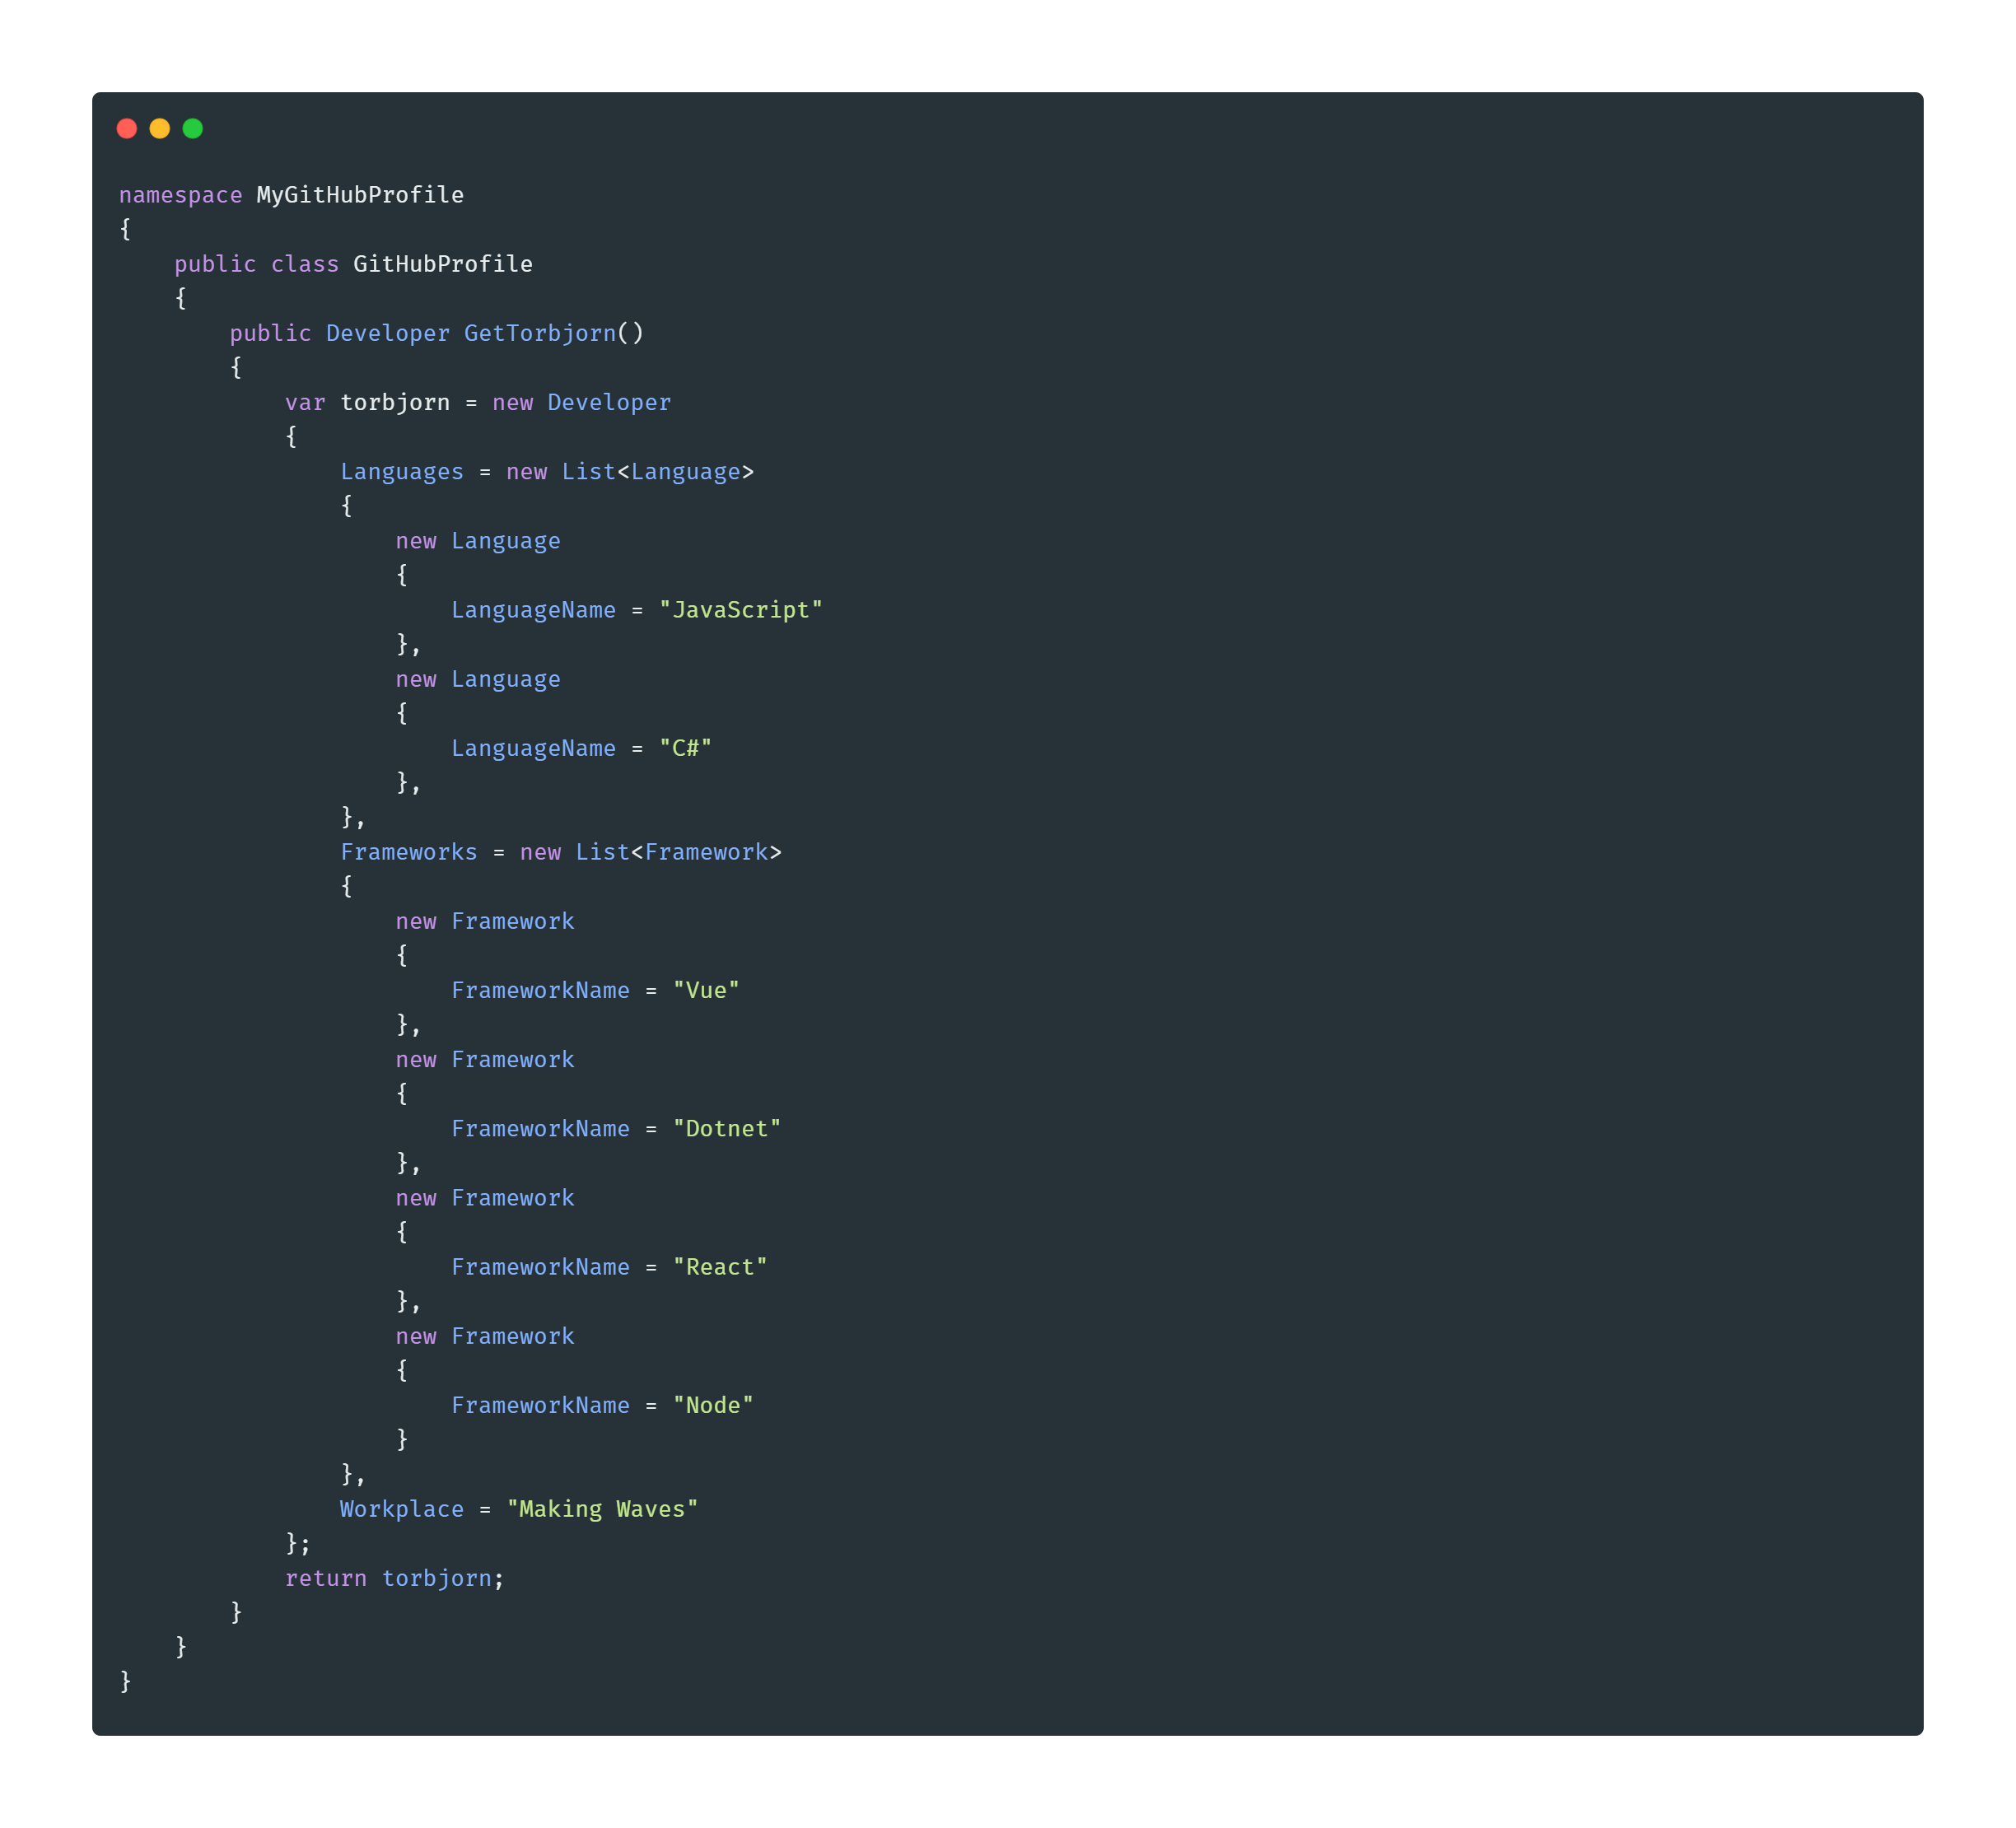 namespace MyGitHubProfile
{
    public class GitHubProfile
    {
        public Developer GetTorbjorn()
        {
            var torbjorn = new Developer
            {
                Languages = new List<Language>
                {
                    new Language
                    {
                        LanguageName = "JavaScript"
                    },
                    new Language
                    {
                        LanguageName = "C#"
                    },
                },
                Frameworks = new List<Framework>
                {
                    new Framework
                    {
                        FrameworkName = "Vue"
                    },
                    new Framework
                    {
                        FrameworkName = "Dotnet"
                    },
                    new Framework
                    {
                        FrameworkName = "React"
                    },
                    new Framework
                    {
                        FrameworkName = "Node"
                    }
                },
                Workplace = "Making Waves"
            };
            return torbjorn;
        }
    }
}